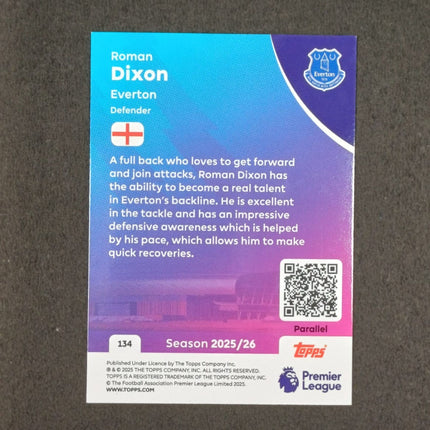 Roman
Dixon
Everton
Defender
Everton
A full back who loves to get forward
and join attacks, Roman Dixon has
the ability to become a real talent
in Everton's backline. He is excellent
in the tackle and has an impressive
defensive awareness which is helped
by his pace, which allows him to make
quick recoveries.
Parallel
134
Season 2025/26
Topps
Published Under Licence by The Topps Company Inc.
® & © 2025 THE TOPPS COMPANY, INC. ALL RIGHTS RESERVED.
TOPPS IS A REGISTERED TRADEMARK OF THE TOPPS COMPANY, INC.
© The Football Association Premier League Limited 2025.
WWW.TOPPS.COM
Premier
League